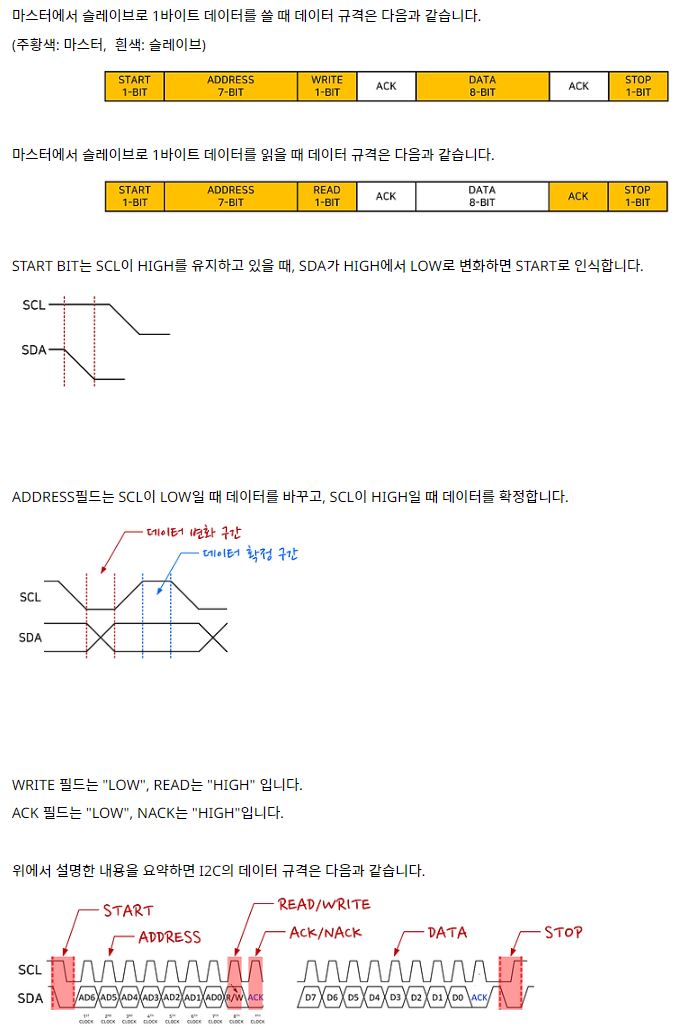 마스터에서 슬레이브로 1바이트 데이터를 쓸 때 데이터 규격은 다음과 같습니다.
(주황색: 마스터, 흰색: 슬레이브)
START ADDRESS WRITE ACK DATA ACK STOP
1-BIT 7-BIT 1-BIT 8-BIT 1-BIT
마스터에서 슬레이브로 1바이트 데이터를 읽을 때 데이터 규격은 다음과 같습니다.
START ADDRESS READ ACK DATA ACK STOP
1-BIT 7-BIT 1-BIT 8-BIT 1-BIT
START BIT는 SCL이 HIGH를 유지하고 있을 때, SDA가 HIGH에서 LOW로 변화하면 START로 인식합니다.
SCL
SDA
ADDRESS필드는 SCL이 LOW일 때 데이터를 바꾸고, SCL이 HIGH일 때 데이터를 확정합니다.
데이터 변화 구간
데이터 확정 구간
SCL
SDA
WRITE 필드는 "LOW", READ는 "HIGH" 입니다.
ACK 필드는 "LOW", NACK는 "HIGH"입니다.
위에서 설명한 내용을 요약하면 I2C의 데이터 규격은 다음과 같습니다.
START READ/WRITE
ADDRESS ACK/NACK DATA STOP
SCL
SDA AD6 AD5 AD4 AD3 AD2 AD1 AD0 R/W ACK D7 D6 D5 D4 D3 D2 D1 D0 ACK
1ST 2ND 3RD 4TH 5TH 6TH 7TH 8TH 9TH
CLOCK CLOCK CLOCK CLOCK CLOCK CLOCK CLOCK CLOCK CLOCK